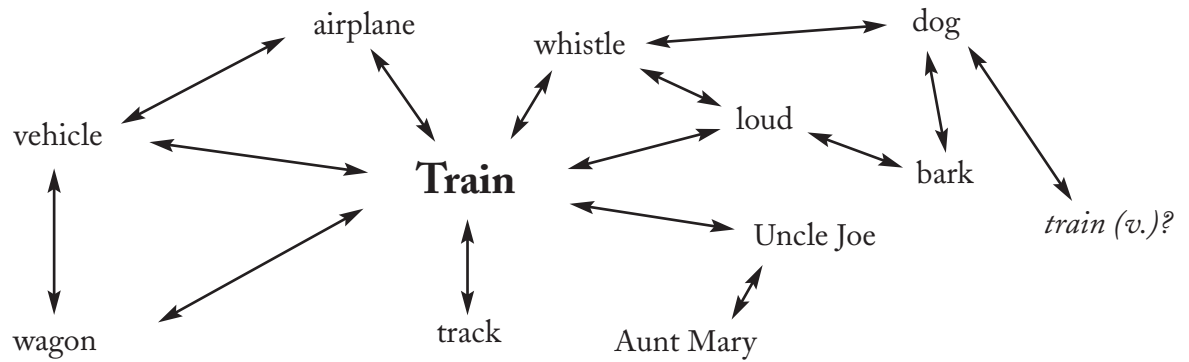 airplane
whistle
dog
vehicle
loud
Train
bark
train (v.)?
Uncle Joe
wagon
track
Aunt Mary